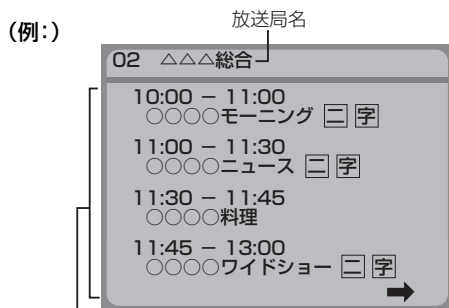 放送局名
(例：)
02 △△△総合
10:00 － 11:00
○○○○モーニング 二 字
11:00 － 11:30
○○○○ニュース 二 字
11:30 － 11:45
○○○○料理
11:45 － 13:00
○○○○ワイドショー 二 字